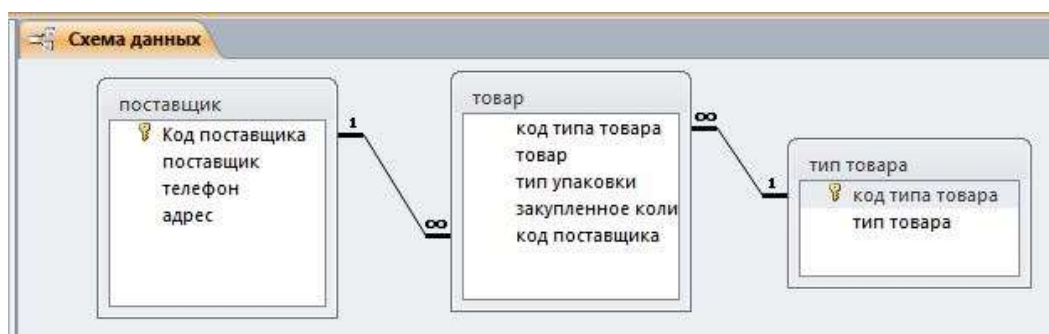 Схема данных
поставщик
Код поставщика
поставщик
телефон
адрес
1
∞
товар
код типа товара
товар
тип упаковки
закупленное коли
код поставщика
∞
1
тип товара
код типа товара
тип товара